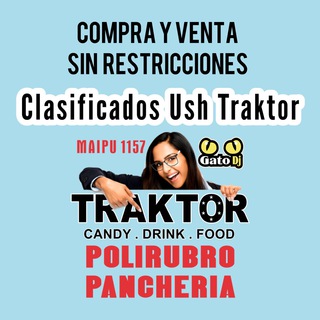 COMPRA Y VENTA
SIN RESTRICCIONES
Clasificados Ush Traktor
MAIPU 1157
Gato Dj
TRAKTOR
CANDY . DRINK . FOOD
POLIRUBRO
PANCHERIA